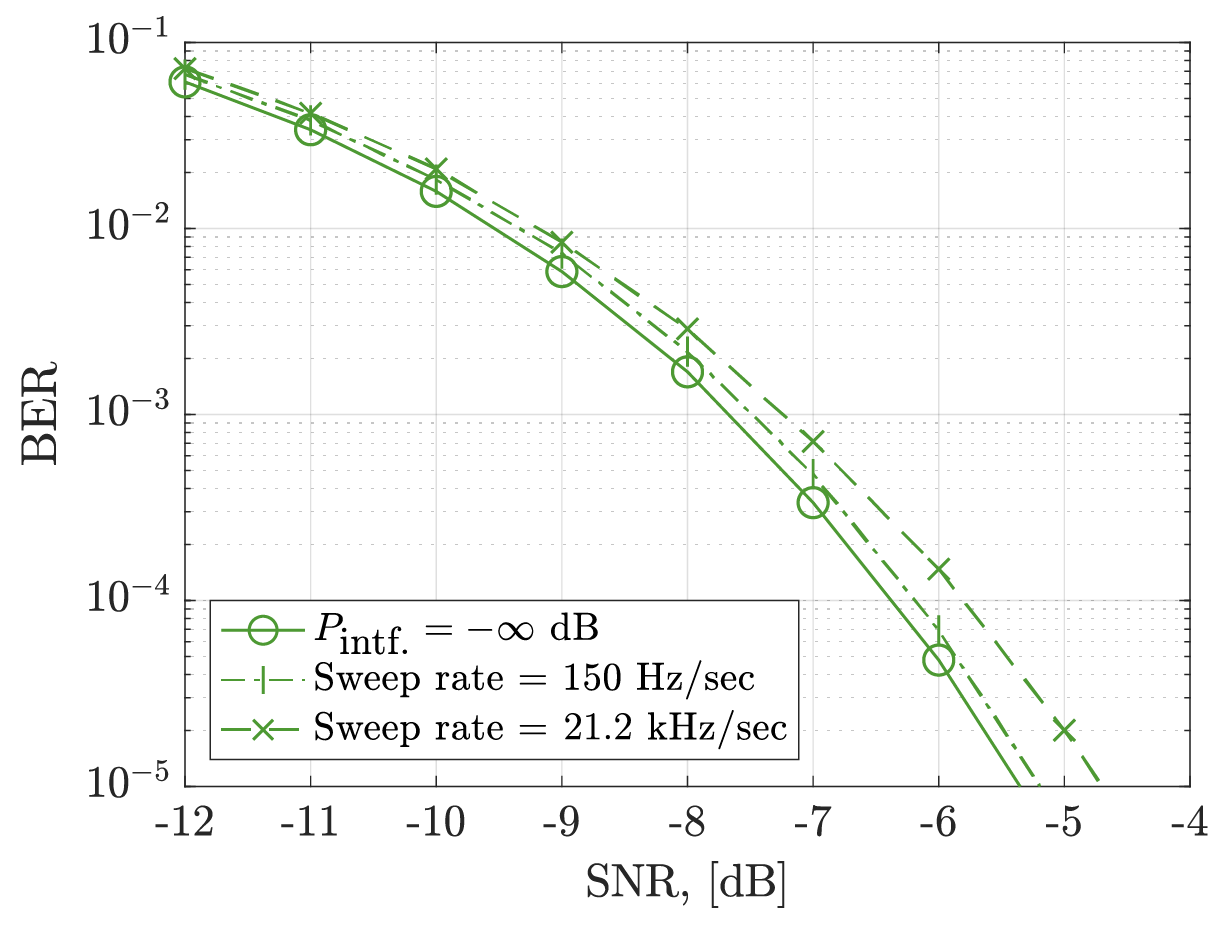 10⁻¹
10⁻²
10⁻³
10⁻⁴
10⁻⁵
BER
P_intf. = −∞ dB
Sweep rate = 150 Hz/sec
Sweep rate = 21.2 kHz/sec
-12 -11 -10 -9 -8 -7 -6 -5 -4
SNR, [dB]